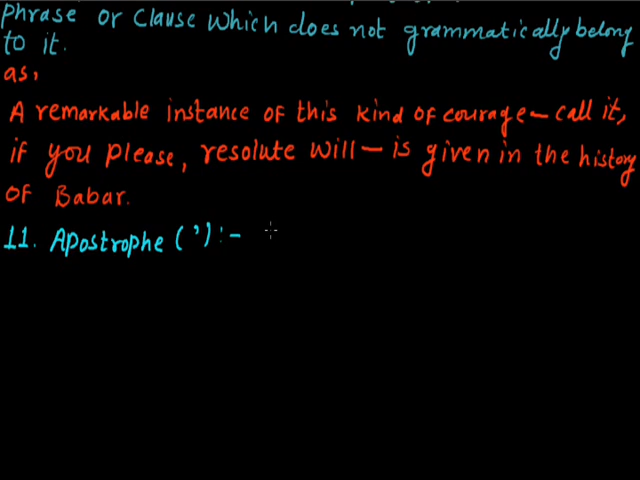 Phrase or Clause which does not grammatically belong
to it.
as,
A remarkable instance of this kind of courage — call it,
if you please, resolute will — is given in the history
of Babar.
11. Apostrophe ( ' ) :-